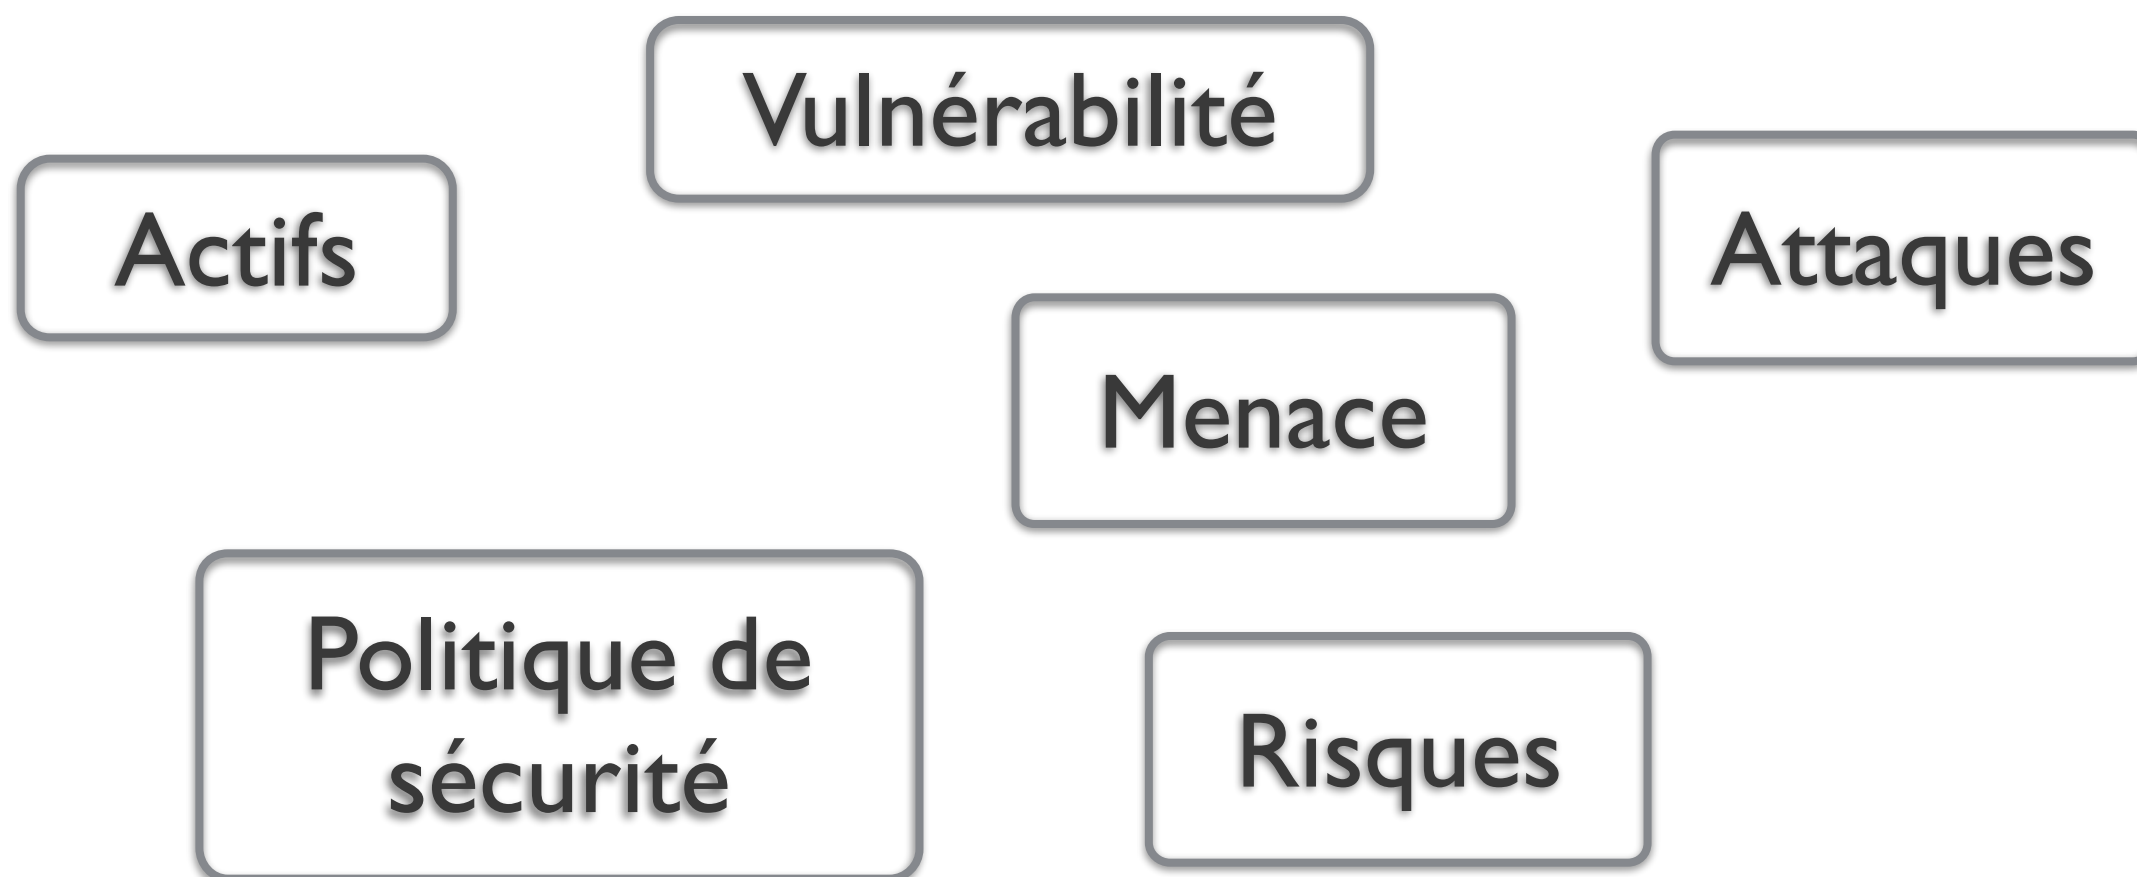 Vulnérabilité
Actifs
Attaques
Menace
Politique de
sécurité
Risques